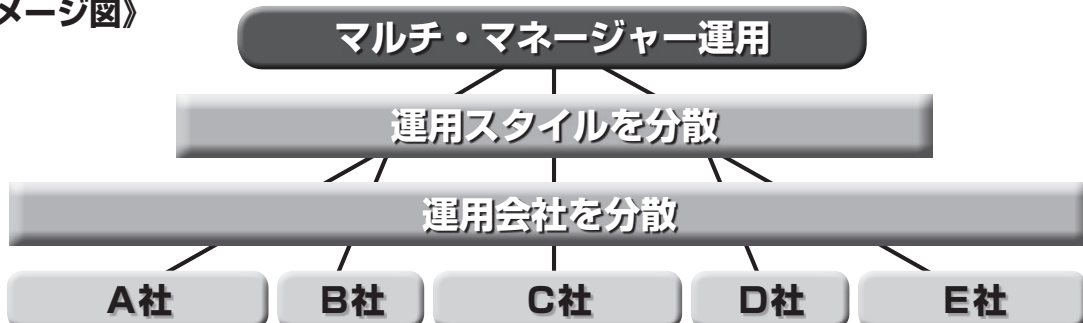 メージ図》
マルチ・マネージャー運用
運用スタイルを分散
運用会社を分散
A社
B社
C社
D社
E社